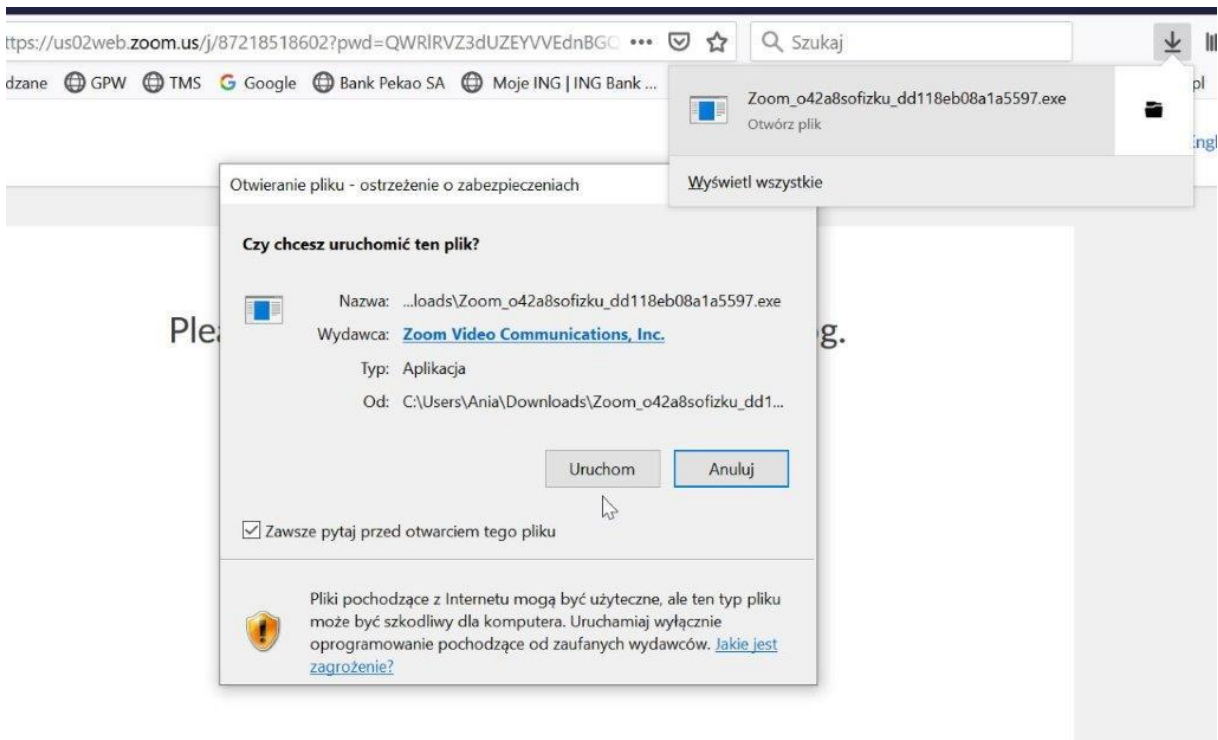 ttps://us02web.zoom.us/j/87218518602?pwd=QWRlRVZ3dUZEYVVEdnBGC ••• Szukaj
dzane GPW TMS Google Bank Pekao SA Moje ING | ING Bank ... pl
Zoom_o42a8sofizku_dd118eb08a1a5597.exe
Otwórz plik
Engl
Wyświetl wszystkie
Otwieranie pliku - ostrzeżenie o zabezpieczeniach
Czy chcesz uruchomić ten plik?
Nazwa: ...loads\Zoom_o42a8sofizku_dd118eb08a1a5597.exe
Plea g.
Wydawca: Zoom Video Communications, Inc.
Typ: Aplikacja
Od: C:\Users\Ania\Downloads\Zoom_o42a8sofizku_dd1...
Uruchom Anuluj
Zawsze pytaj przed otwarciem tego pliku
Pliki pochodzące z Internetu mogą być użyteczne, ale ten typ pliku
może być szkodliwy dla komputera. Uruchamiaj wyłącznie
oprogramowanie pochodzące od zaufanych wydawców. Jakie jest
zagrożenie?